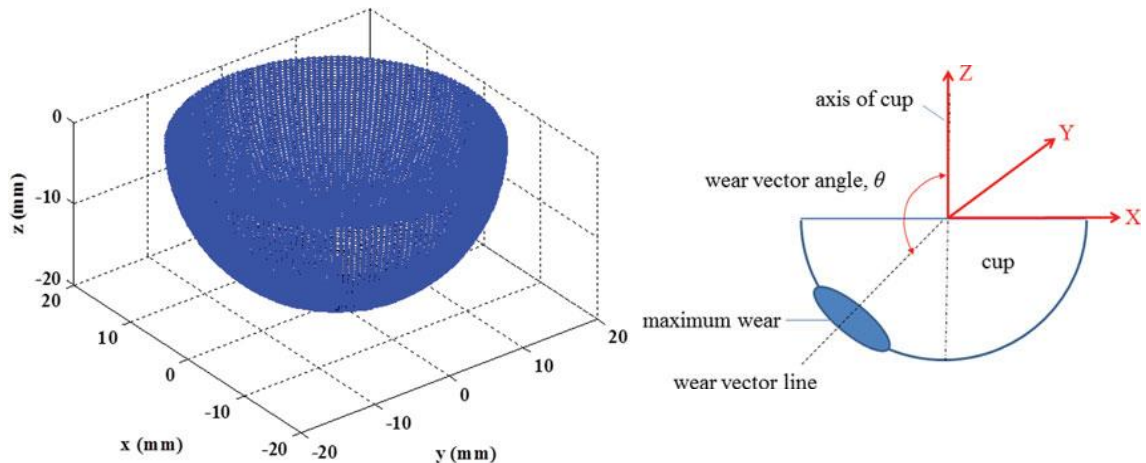 0
-10
-20
20
10
0
-10
-20
-20
-10
0
10
20
z (mm)
x (mm)
y (mm)
Z
axis of cup
Y
wear vector angle, θ
X
cup
maximum wear
wear vector line